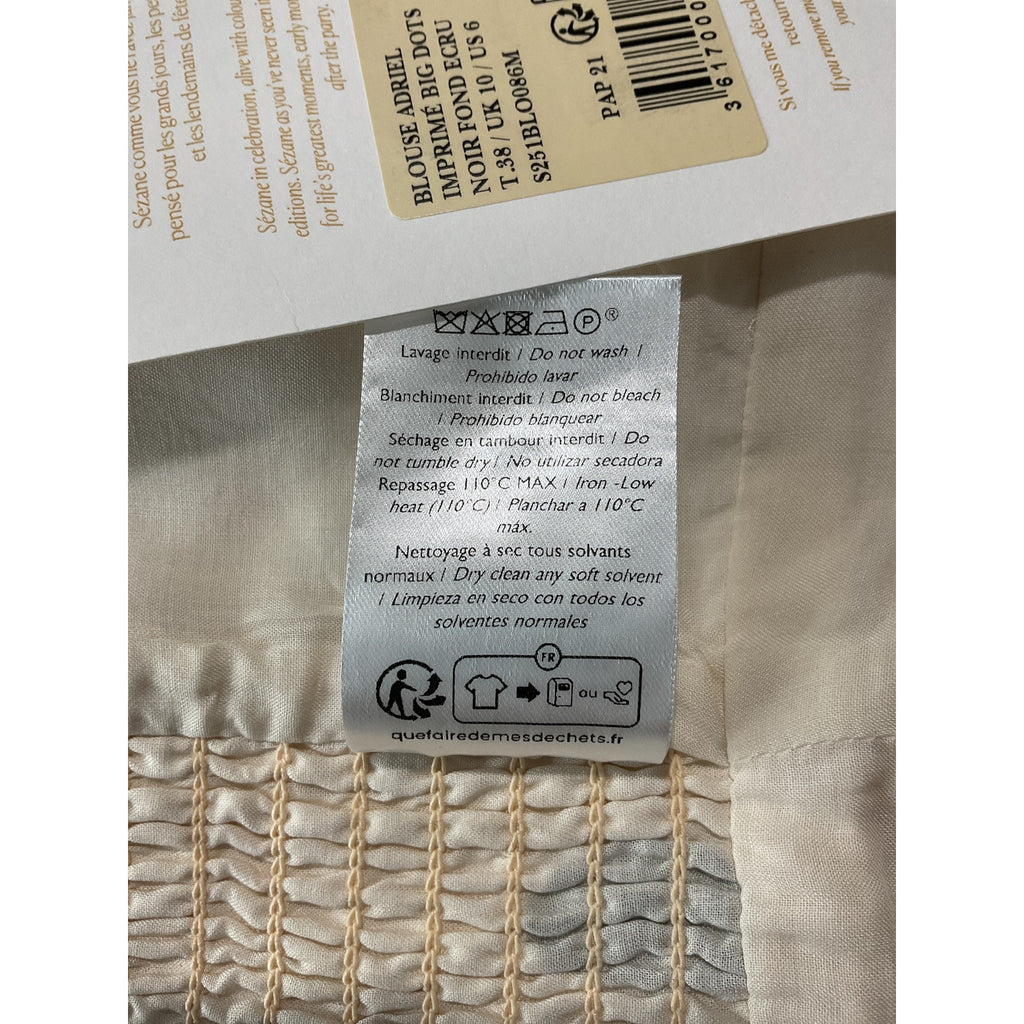 Sézane comme vous ne l'a
pensé pour les grands jours, les pe
et les lendemains de fête
Sézane in celebration, alive with colou
editions. Sézane as you've never seen i
for life's greatest moments, early mo
after the party.
BLOUSE ADRIEL
IMPRIMÉ BIG DOTS
NOIR FOND ECRU
T.38 / UK 10 / US 6
S251BLO086M
PAP 21
3 617000
Si vous me détach
If you remove m
your
Lavage interdit / Do not wash /
Prohibido lavar
Blanchiment interdit / Do not bleach
/ Prohibido blanquear
Séchage en tambour interdit / Do
not tumble dry / No utilizar secadora
Repassage 110°C MAX / Iron -Low
heat (110°C) / Planchar a 110°C
máx.
Nettoyage à sec tous solvants
normaux / Dry clean any soft solvent
/ Limpieza en seco con todos los
solventes normales
FR
ou
quefairedemesdechets.fr